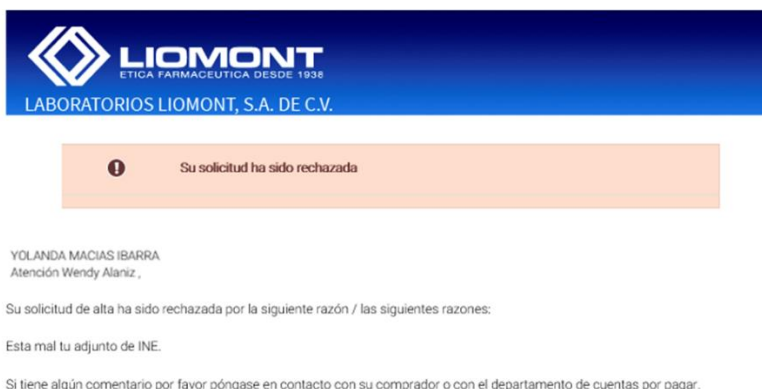 LIOMONT
ETICA FARMACEUTICA DESDE 1938
LABORATORIOS LIOMONT, S.A. DE C.V.
Su solicitud ha sido rechazada
YOLANDA MACIAS IBARRA
Atención Wendy Alaniz ,
Su solicitud de alta ha sido rechazada por la siguiente razón / las siguientes razones:
Esta mal tu adjunto de INE.
Si tiene algún comentario por favor póngase en contacto con su comprador o con el departamento de cuentas por pagar.